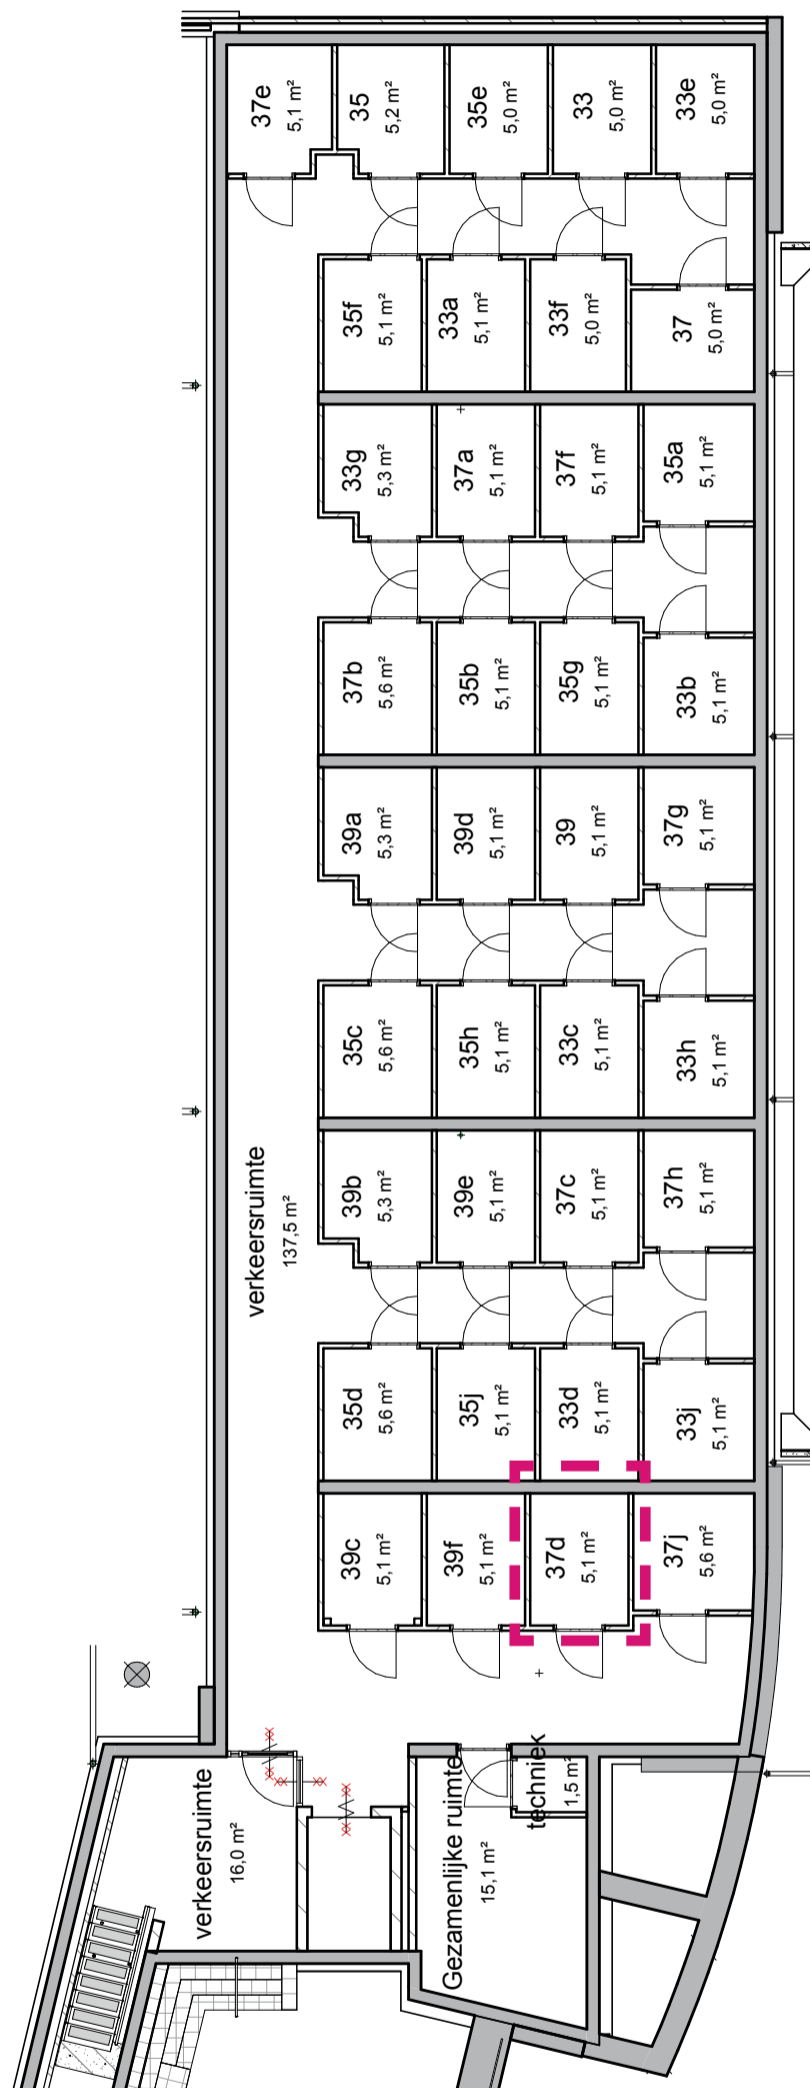 37e
5,1 m²
35
5,2 m²
35e
5,0 m²
33
5,0 m²
33e
5,0 m²
35f
5,1 m²
33a
5,1 m²
33f
5,0 m²
37
5,0 m²
33g
5,3 m²
37a
5,1 m²
37f
5,1 m²
35a
5,1 m²
37b
5,6 m²
35b
5,1 m²
35g
5,1 m²
33b
5,1 m²
39a
5,3 m²
39d
5,1 m²
39
5,1 m²
37g
5,1 m²
35c
5,6 m²
35h
5,1 m²
33c
5,1 m²
33h
5,1 m²
verkeersruimte
137,5 m²
39b
5,3 m²
39e
5,1 m²
37c
5,1 m²
37h
5,1 m²
35d
5,6 m²
35j
5,1 m²
33d
5,1 m²
33j
5,1 m²
39c
5,1 m²
39f
5,1 m²
37d
5,1 m²
37j
5,6 m²
verkeersruimte
16,0 m²
Gezamenlijke ruimte
15,1 m²
techniek
1,5 m²